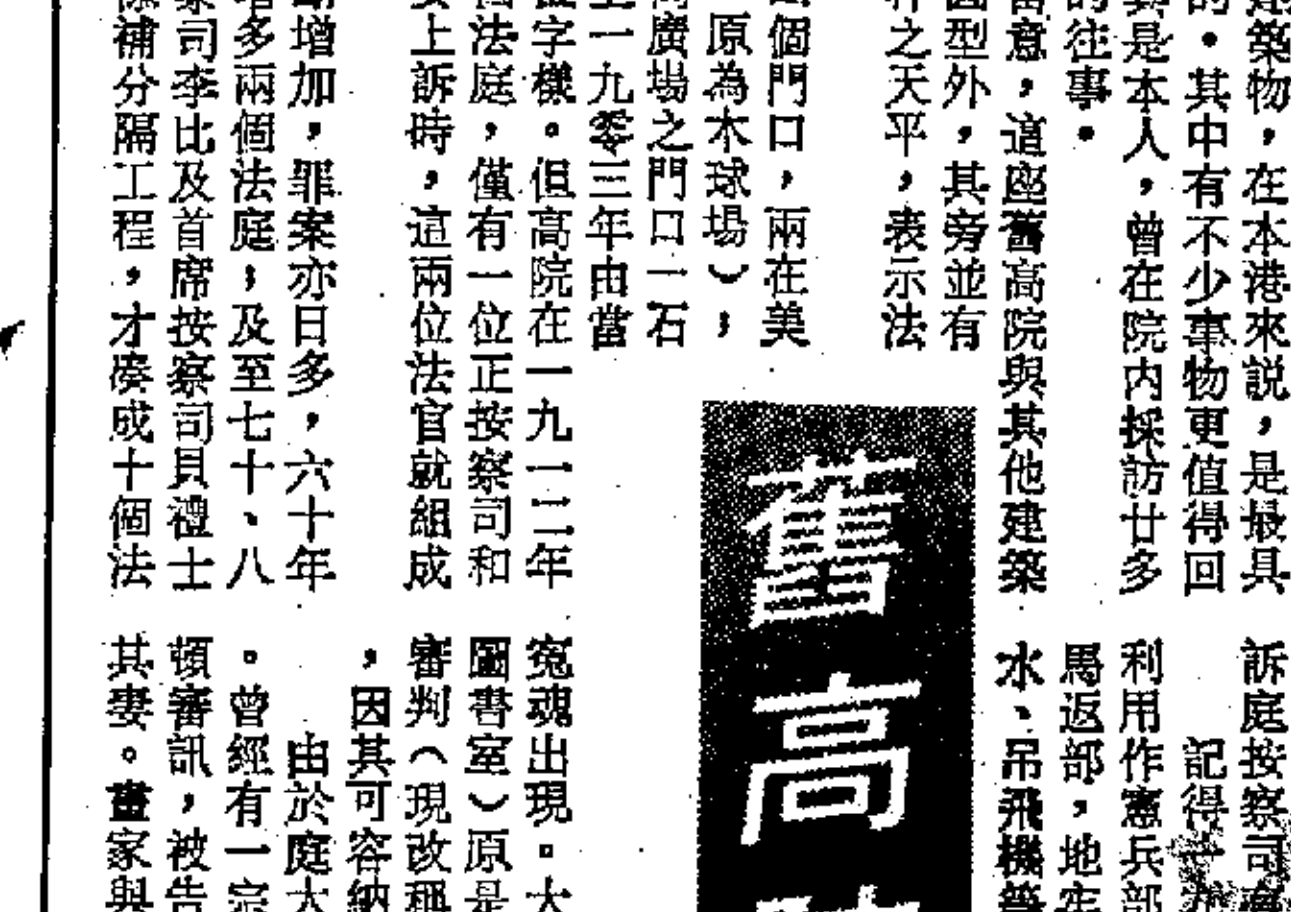 築物，在本港來説，是最具
的。其中有不少事物更值得回
是本人，曾在院内採訪廿多
的往事。
意，這座舊高院與其他建築
型外，其旁並有
之天平，表示法
個門口，兩在美
原為木球場），
廣場之門口一石
一九零三年由當
字樣。但高院在一九一二年
法庭，僅有一位正按察司和
上訴時，這兩位法官就組成
增加，罪案亦日多，六十年
多兩個法庭；及至七十、八
司李比及首席按察司貝禮士
補分隔工程，才湊成十個法
舊高
訴庭按察司
記得
利用作憲兵部
馬返部，地牢
水、吊飛機等
寃魂出現。大
圖書室）原是
審判（現改稱
，因其可容納
由於庭大
。曾經有一宗
頓審訊，被告
其妻。畫家與